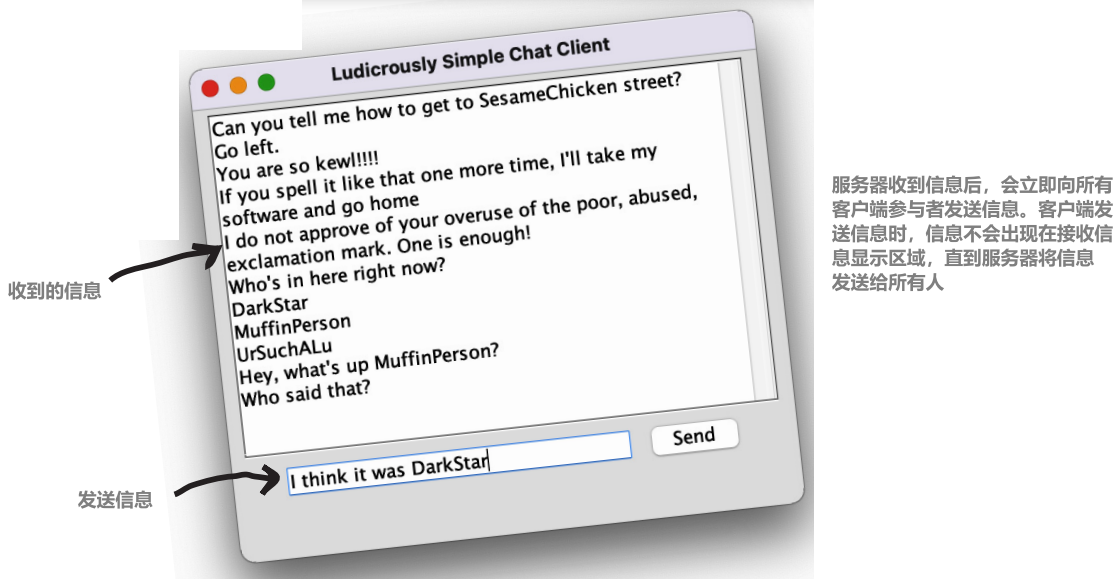 Ludicrously Simple Chat Client
Can you tell me how to get to SesameChicken street?
Go left.
You are so kewl!!!!
If you spell it like that one more time, I'll take my
software and go home
I do not approve of your overuse of the poor, abused,
exclamation mark. One is enough!
Who's in here right now?
DarkStar
MuffinPerson
UrSuchALu
Hey, what's up MuffinPerson?
Who said that?
I think it was DarkStar
Send
收到的信息
发送信息
服务器收到信息后，会立即向所有
客户端参与者发送信息。客户端发
送信息时，信息不会出现在接收信
息显示区域，直到服务器将信息
发送给所有人